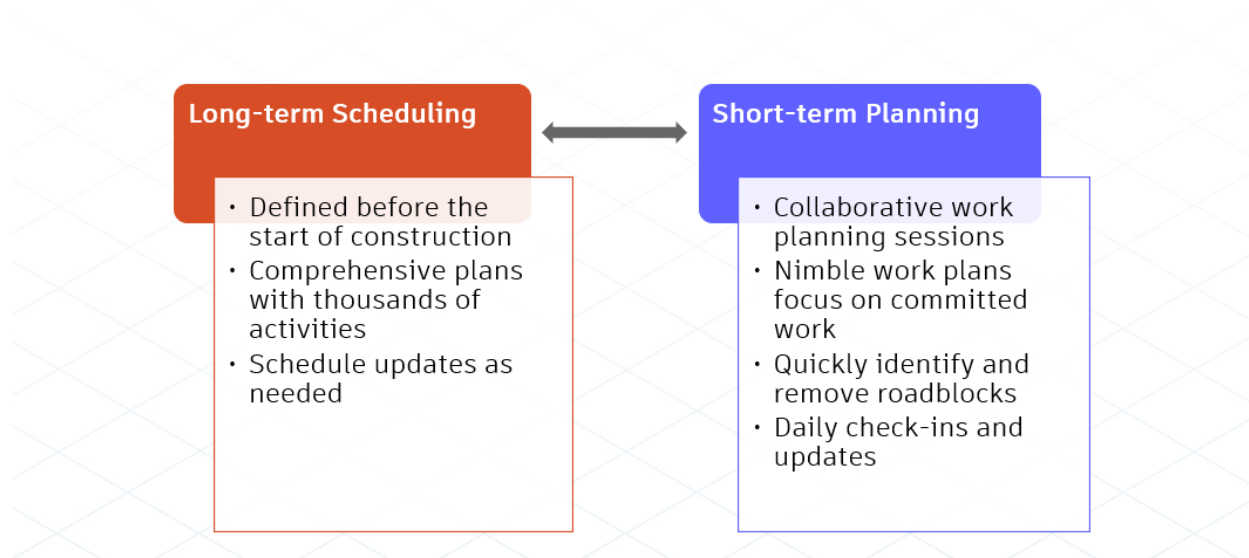 Long-term Scheduling
• Defined before the
start of construction
• Comprehensive plans
with thousands of
activities
• Schedule updates as
needed
Short-term Planning
• Collaborative work
planning sessions
• Nimble work plans
focus on committed
work
• Quickly identify and
remove roadblocks
• Daily check-ins and
updates